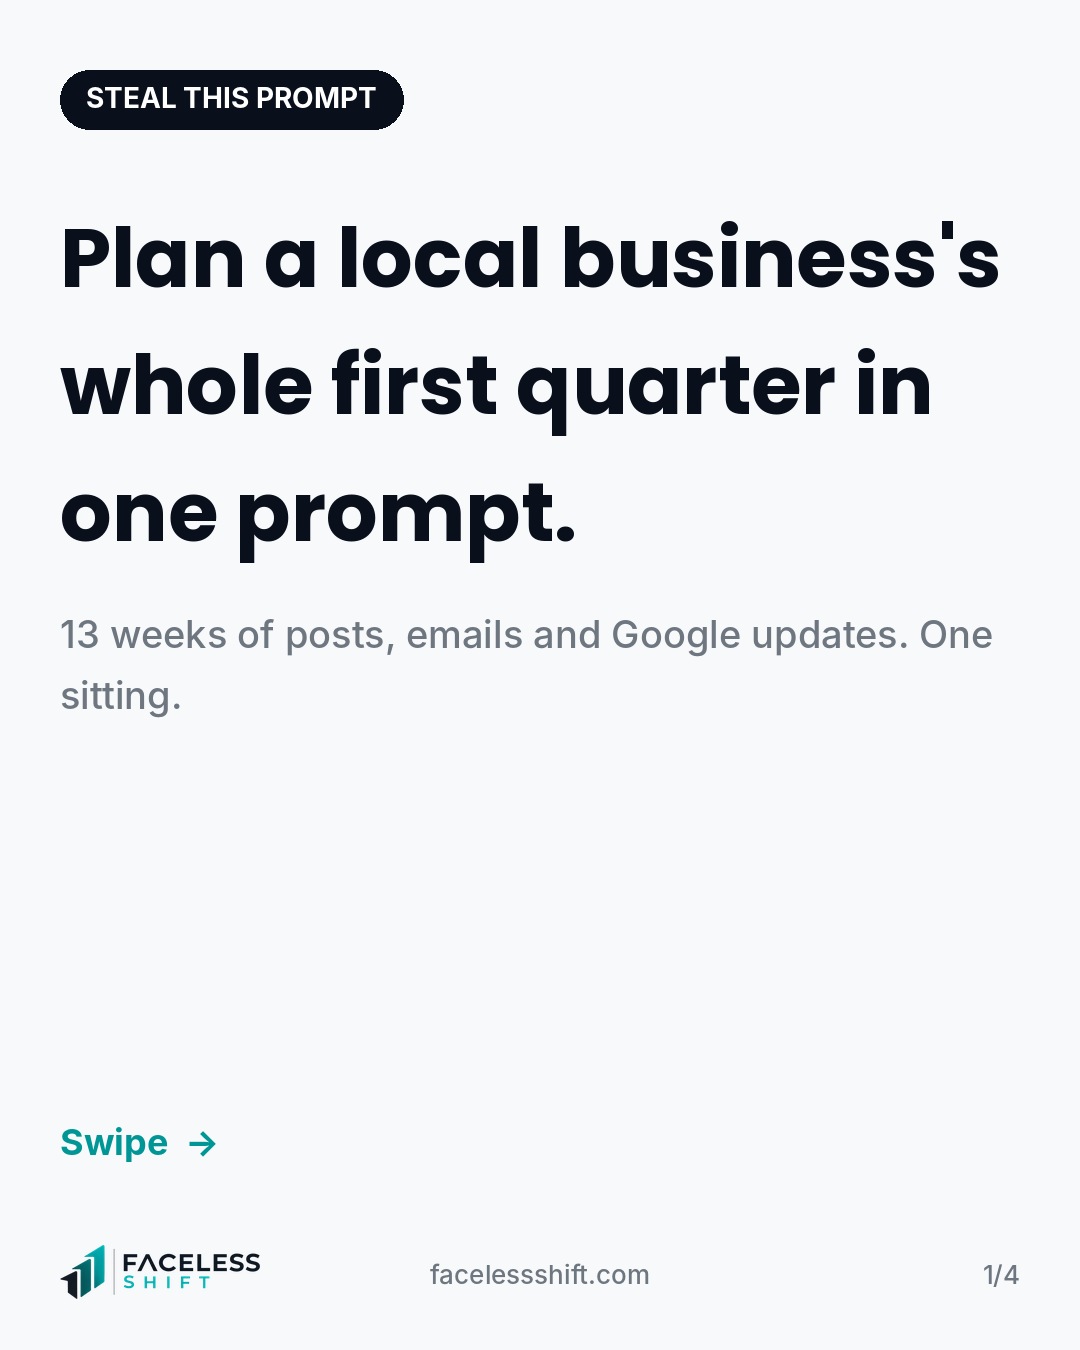 STEAL THIS PROMPT
Plan a local business's
whole first quarter in
one prompt.
13 weeks of posts, emails and Google updates. One
sitting.
Swipe →
FACELESS
SHIFT
facelessshift.com
1/4